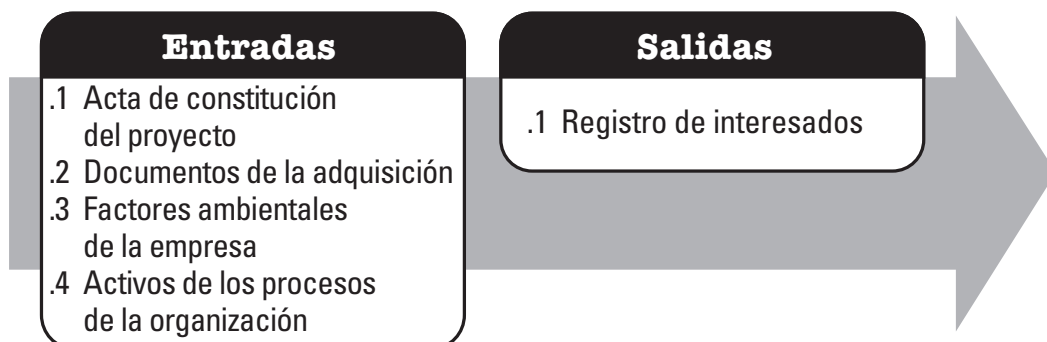 Entradas
.1 Acta de constitución
del proyecto
.2 Documentos de la adquisición
.3 Factores ambientales
de la empresa
.4 Activos de los procesos
de la organización
Salidas
.1 Registro de interesados